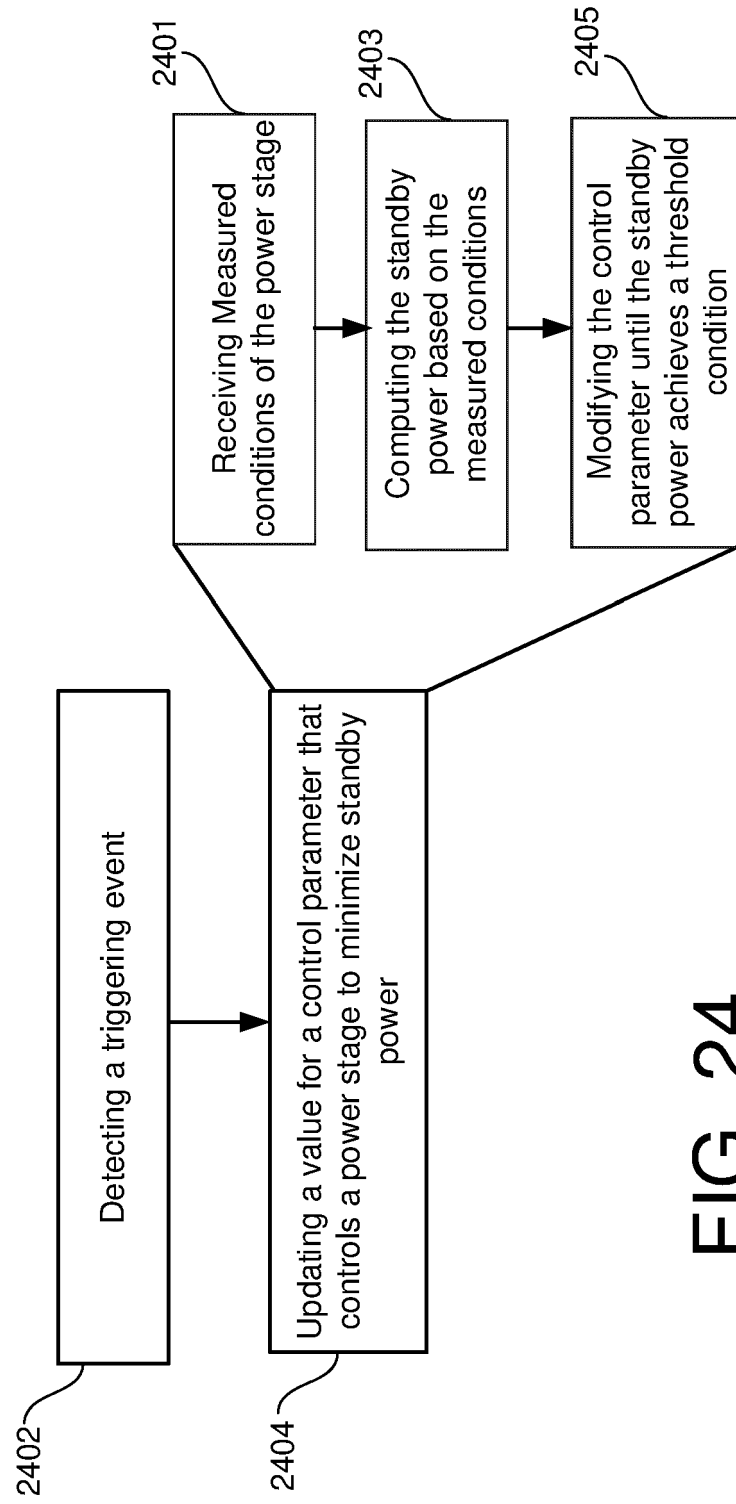 2402
Detecting a triggering event
2404
Updating a value for a control parameter that
controls a power stage to minimize standby
power
2401
Receiving Measured
conditions of the power stage
2403
Computing the standby
power based on the
measured conditions
2405
Modifying the control
parameter until the standby
power achieves a threshold
condition
FIG. 24